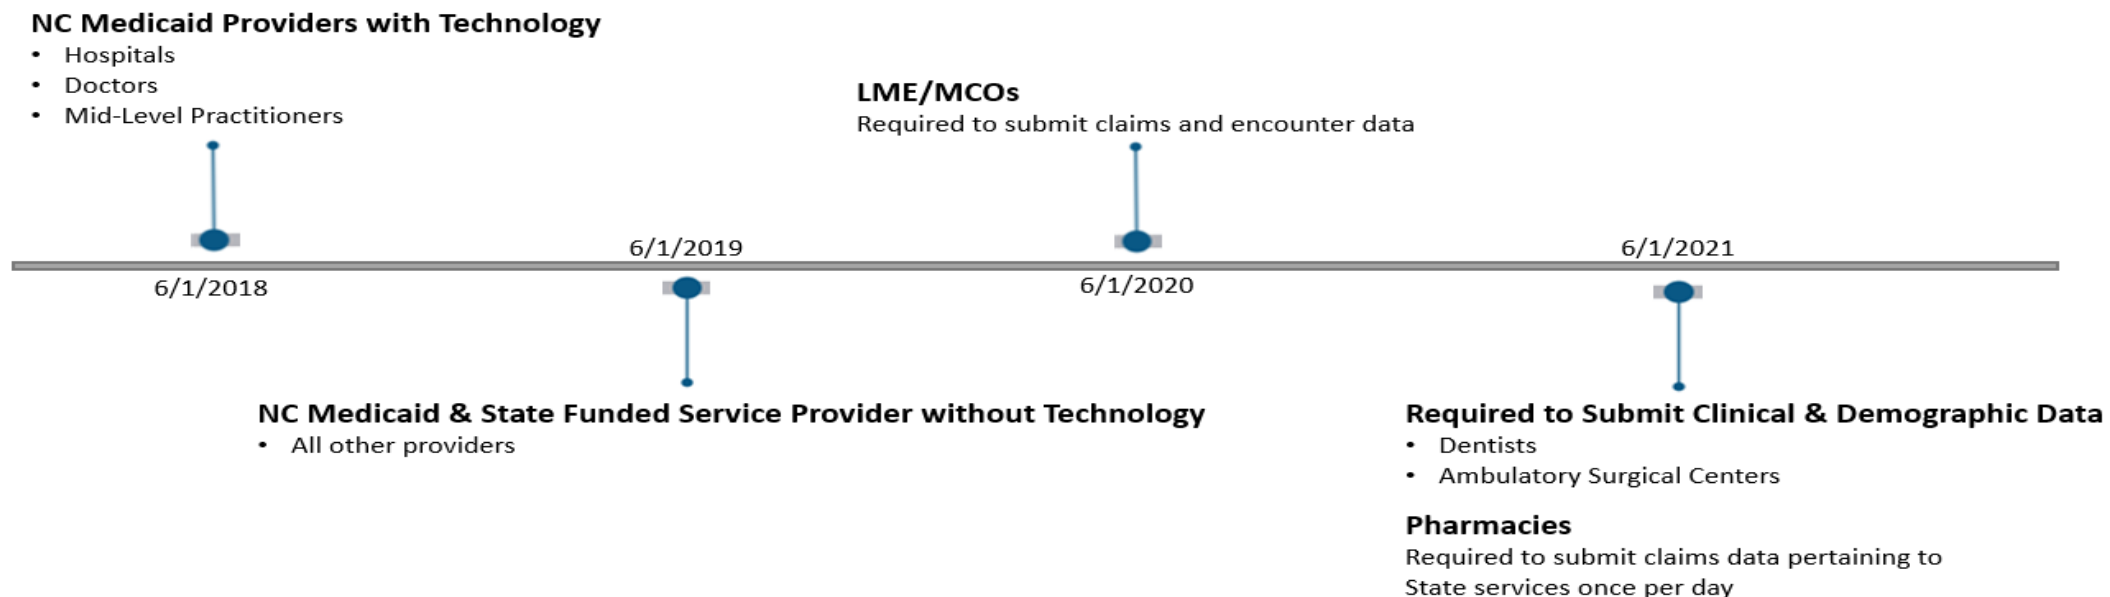 NC Medicaid Providers with Technology
• Hospitals
• Doctors
• Mid-Level Practitioners
LME/MCOs
Required to submit claims and encounter data
6/1/2018
6/1/2019
6/1/2020
6/1/2021
NC Medicaid & State Funded Service Provider without Technology
• All other providers
Required to Submit Clinical & Demographic Data
• Dentists
• Ambulatory Surgical Centers
Pharmacies
Required to submit claims data pertaining to
State services once per day